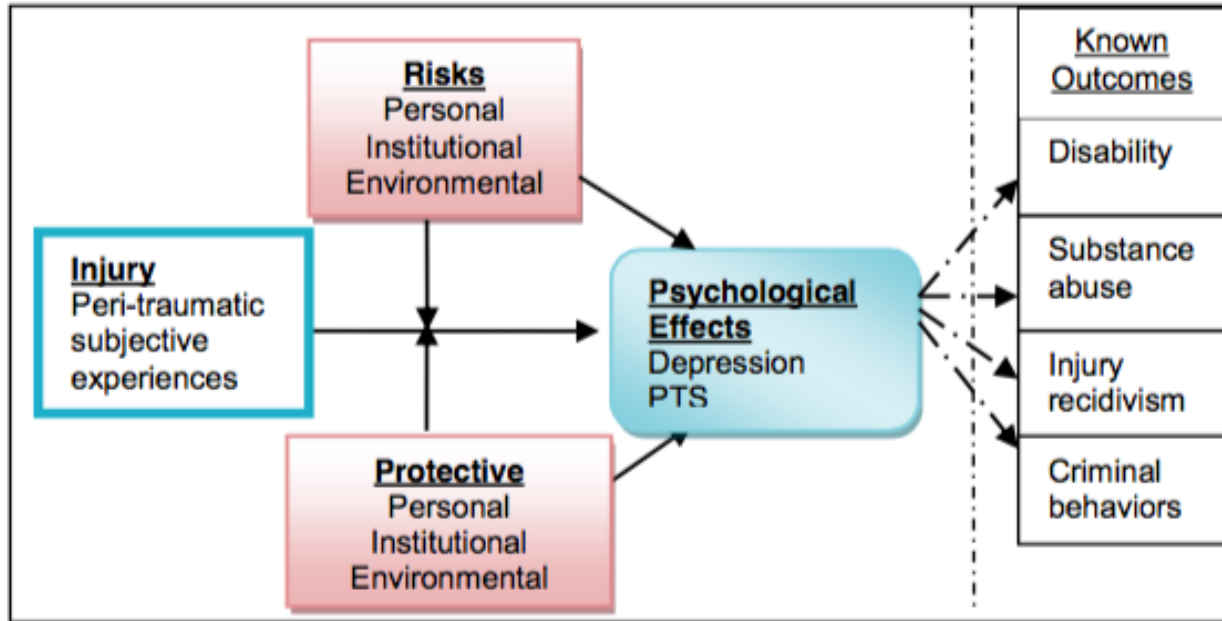 Risks
Personal
Institutional
Environmental
Injury
Peri-traumatic
subjective
experiences
Psychological
Effects
Depression
PTS
Protective
Personal
Institutional
Environmental
Known
Outcomes
Disability
Substance
abuse
Injury
recidivism
Criminal
behaviors